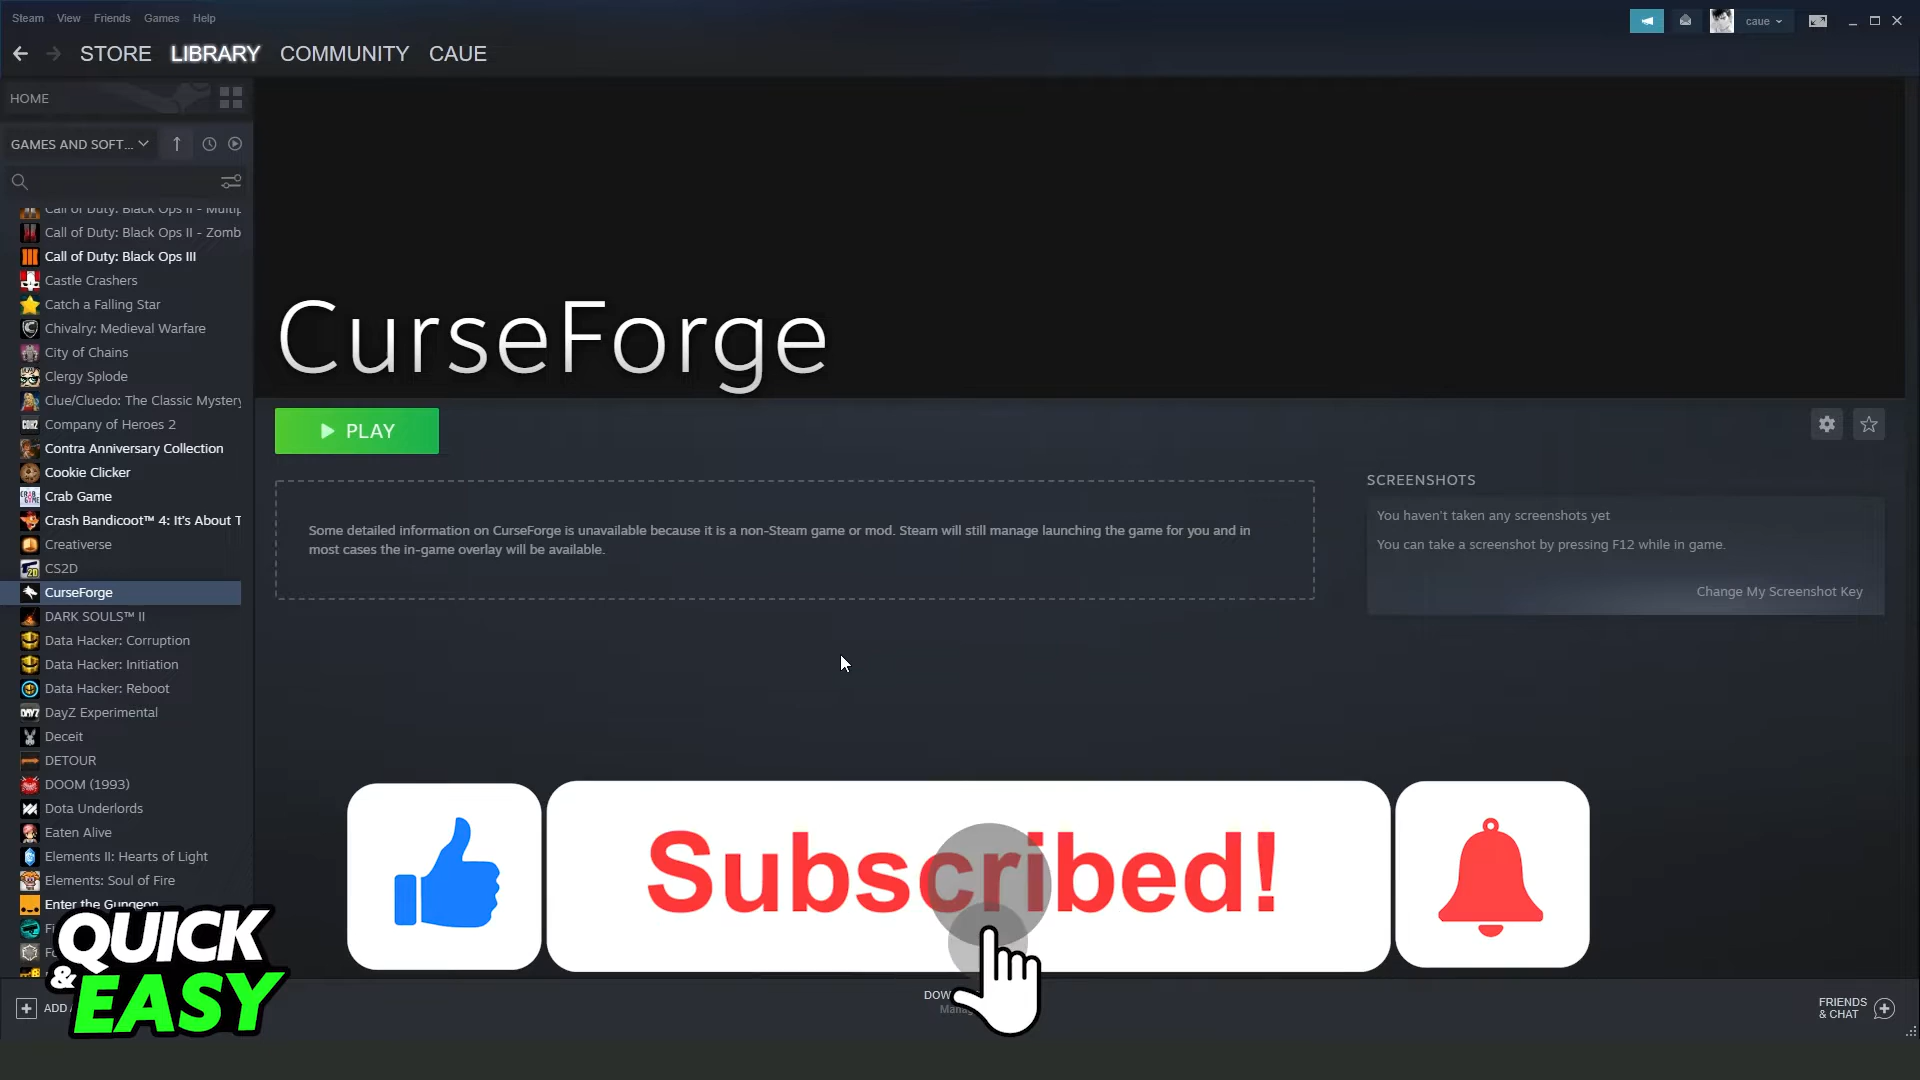 Steam View Friends Games Help
caue
STORE LIBRARY COMMUNITY CAUE
HOME
GAMES AND SOFT...
Call of Duty: Black Ops II - Multip
Call of Duty: Black Ops II - Zomb
Call of Duty: Black Ops III
Castle Crashers
Catch a Falling Star
Chivalry: Medieval Warfare
City of Chains
Clergy Splode
Clue/Cluedo: The Classic Mystery
Company of Heroes 2
Contra Anniversary Collection
Cookie Clicker
Crab Game
Crash Bandicoot™ 4: It's About T
Creativerse
CS2D
CurseForge
DARK SOULS™ II
Data Hacker: Corruption
Data Hacker: Initiation
Data Hacker: Reboot
DayZ Experimental
Deceit
DETOUR
DOOM (1993)
Dota Underlords
Eaten Alive
Elements II: Hearts of Light
Elements: Soul of Fire
Enter the Gungeon
CurseForge
PLAY
Some detailed information on CurseForge is unavailable because it is a non-Steam game or mod. Steam will still manage launching the game for you and in
most cases the in-game overlay will be available.
SCREENSHOTS
You haven't taken any screenshots yet
You can take a screenshot by pressing F12 while in game.
Change My Screenshot Key
Subscribed!
QUICK
& EASY
ADD
FRIENDS
& CHAT